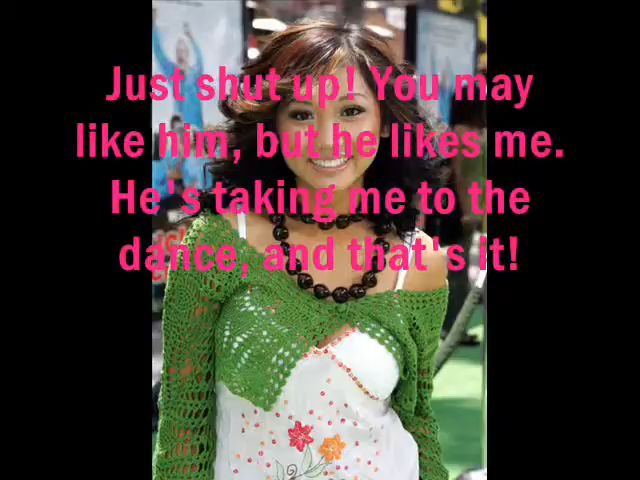 Just shut up! You may
like him, but he likes me.
He's taking me to the
dance, and that's it!